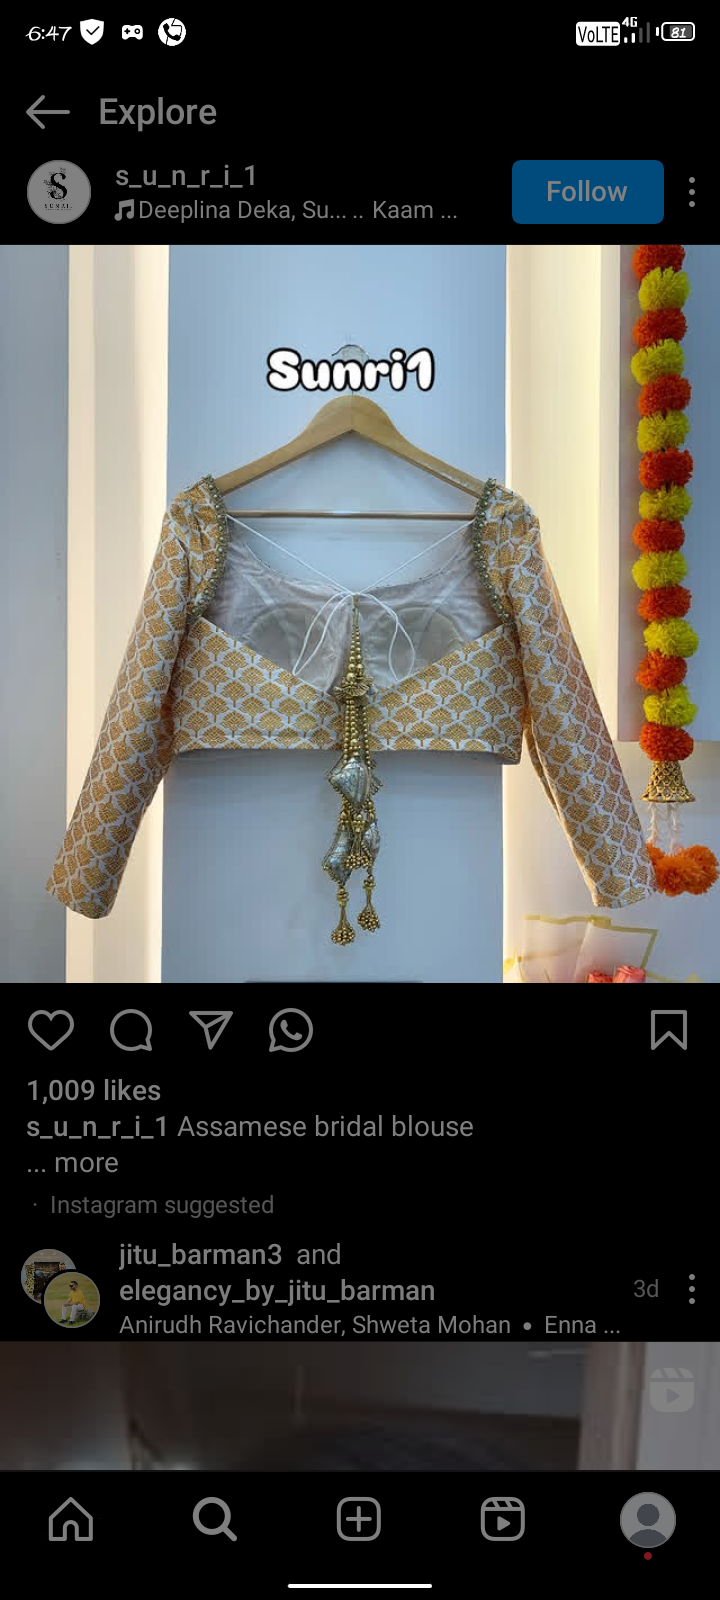 6:47 VoLTE 4G 81
Explore
s_u_n_r_i_1
Deeplina Deka, Su... .. Kaam ...
Follow
Sunri1
1,009 likes
s_u_n_r_i_1 Assamese bridal blouse
... more
· Instagram suggested
jitu_barman3 and
elegancy_by_jitu_barman
3d
Anirudh Ravichander, Shweta Mohan • Enna ...